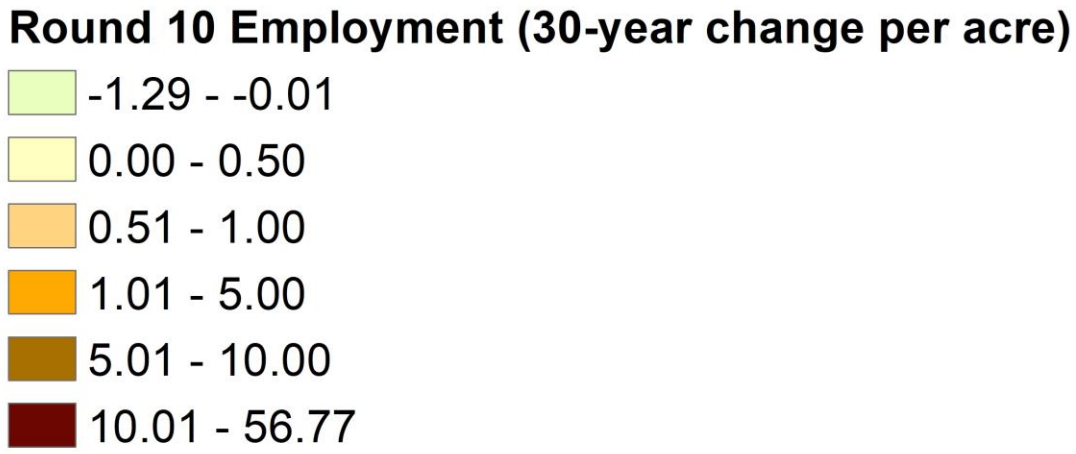 Round 10 Employment (30-year change per acre)
-1.29 - -0.01
0.00 - 0.50
0.51 - 1.00
1.01 - 5.00
5.01 - 10.00
10.01 - 56.77